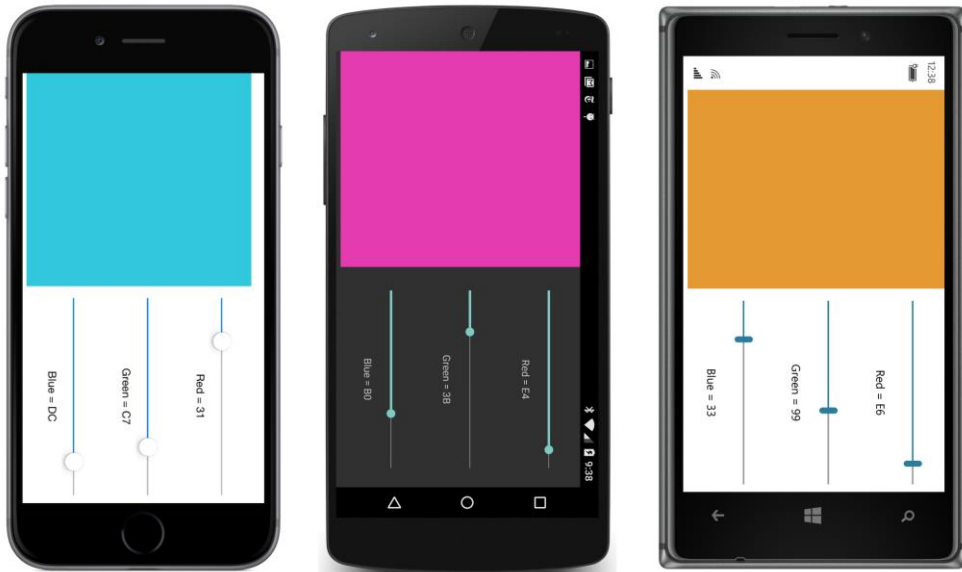 Red = 31
Green = C7
Blue = DC
9:38
Red = E4
Green = 3B
Blue = B0
12:38
Red = E6
Green = 99
Blue = 33